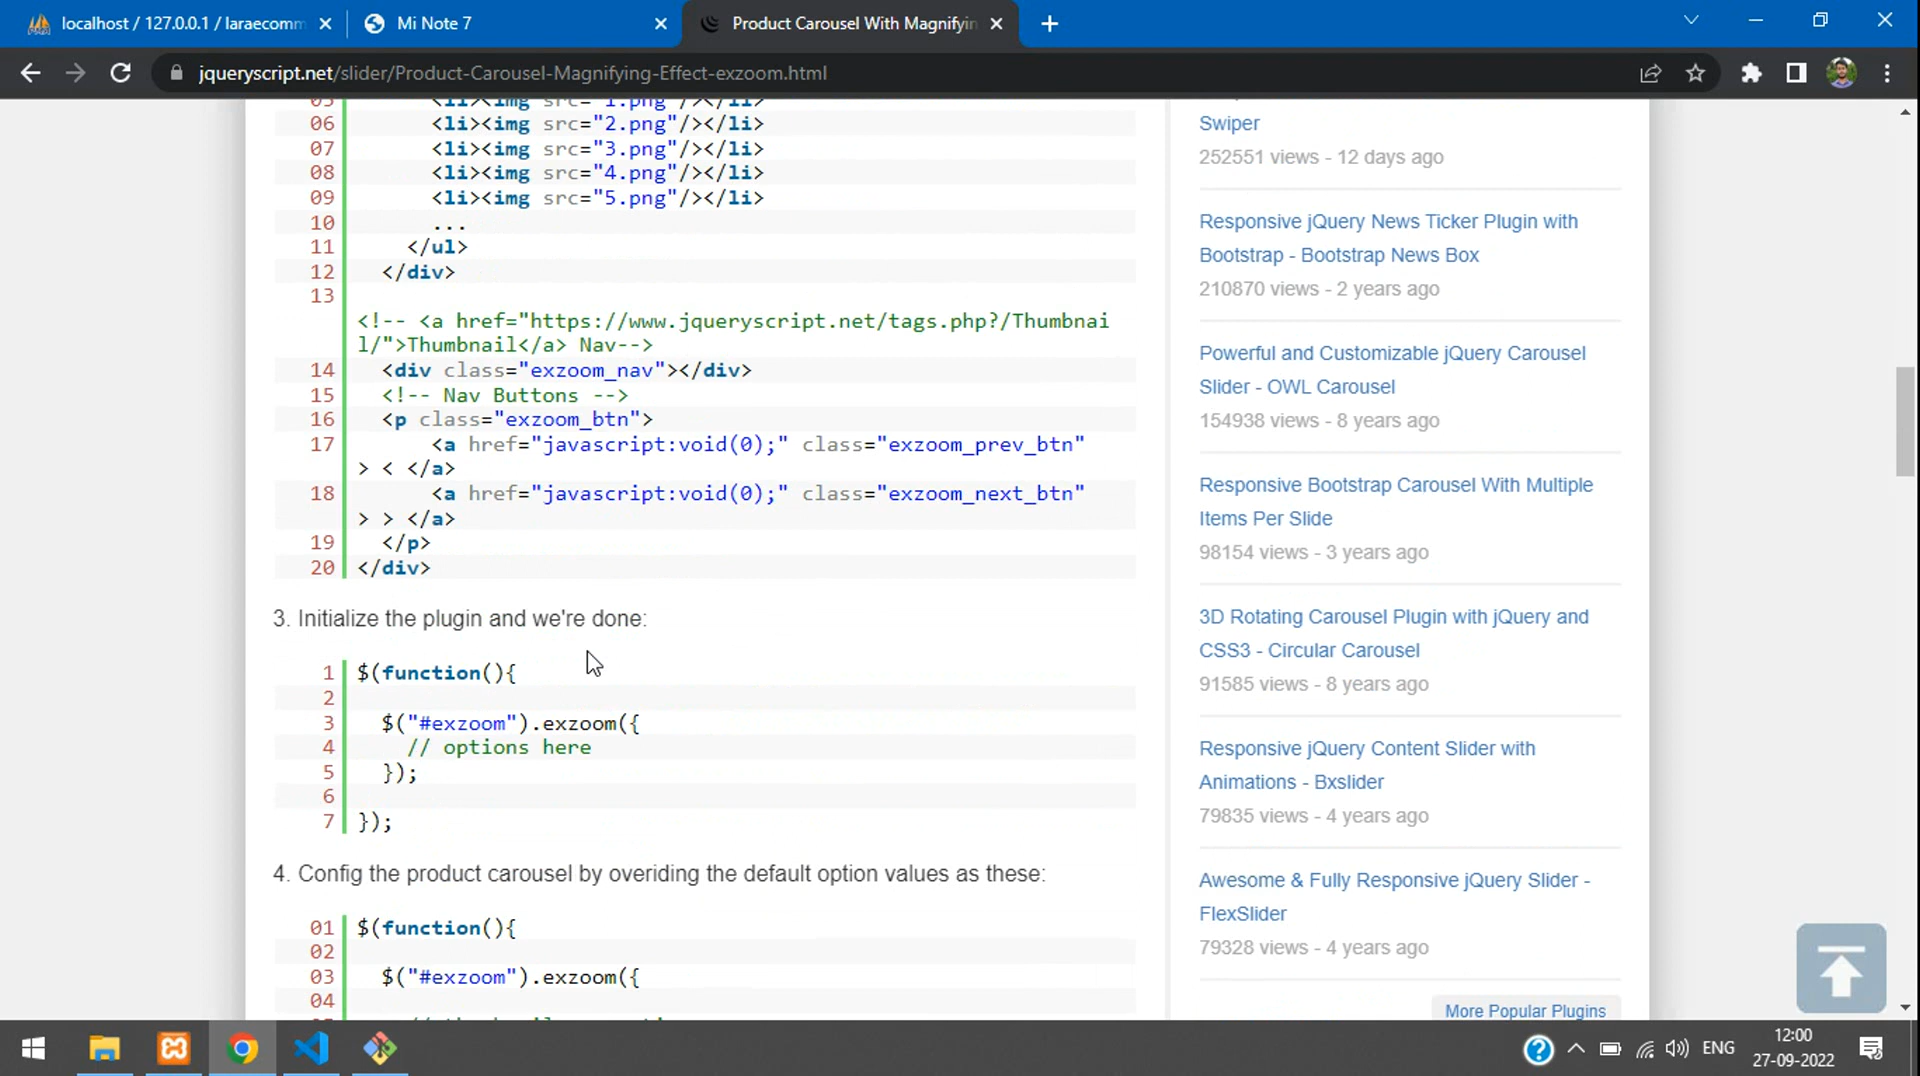 localhost / 127.0.0.1 / laraecomm
Mi Note 7
Product Carousel With Magnifyin
jqueryscript.net/slider/Product-Carousel-Magnifying-Effect-exzoom.html
05 <li><img src="1.png"/></li>
06 <li><img src="2.png"/></li>
07 <li><img src="3.png"/></li>
08 <li><img src="4.png"/></li>
09 <li><img src="5.png"/></li>
10 ...
11 </ul>
12 </div>
13
<!-- <a href="https://www.jqueryscript.net/tags.php?/Thumbnai
l/">Thumbnail</a> Nav-->
14 <div class="exzoom_nav"></div>
15 <!-- Nav Buttons -->
16 <p class="exzoom_btn">
17 <a href="javascript:void(0);" class="exzoom_prev_btn"
> < </a>
18 <a href="javascript:void(0);" class="exzoom_next_btn"
> > </a>
19 </p>
20 </div>
3. Initialize the plugin and we're done:
1 $(function(){
2
3 $("#exzoom").exzoom({
4 // options here
5 });
6
7 });
4. Config the product carousel by overiding the default option values as these:
01 $(function(){
02
03 $("#exzoom").exzoom({
04
Swiper
252551 views - 12 days ago
Responsive jQuery News Ticker Plugin with
Bootstrap - Bootstrap News Box
210870 views - 2 years ago
Powerful and Customizable jQuery Carousel
Slider - OWL Carousel
154938 views - 8 years ago
Responsive Bootstrap Carousel With Multiple
Items Per Slide
98154 views - 3 years ago
3D Rotating Carousel Plugin with jQuery and
CSS3 - Circular Carousel
91585 views - 8 years ago
Responsive jQuery Content Slider with
Animations - Bxslider
79835 views - 4 years ago
Awesome & Fully Responsive jQuery Slider -
FlexSlider
79328 views - 4 years ago
More Popular Plugins
ENG
12:00
27-09-2022